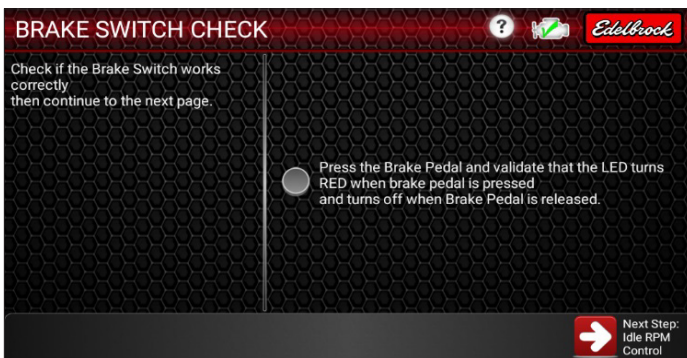 BRAKE SWITCH CHECK
?
Edelbrock
Check if the Brake Switch works
correctly
then continue to the next page.
Press the Brake Pedal and validate that the LED turns
RED when brake pedal is pressed
and turns off when Brake Pedal is released.
Next Step:
Idle RPM
Control